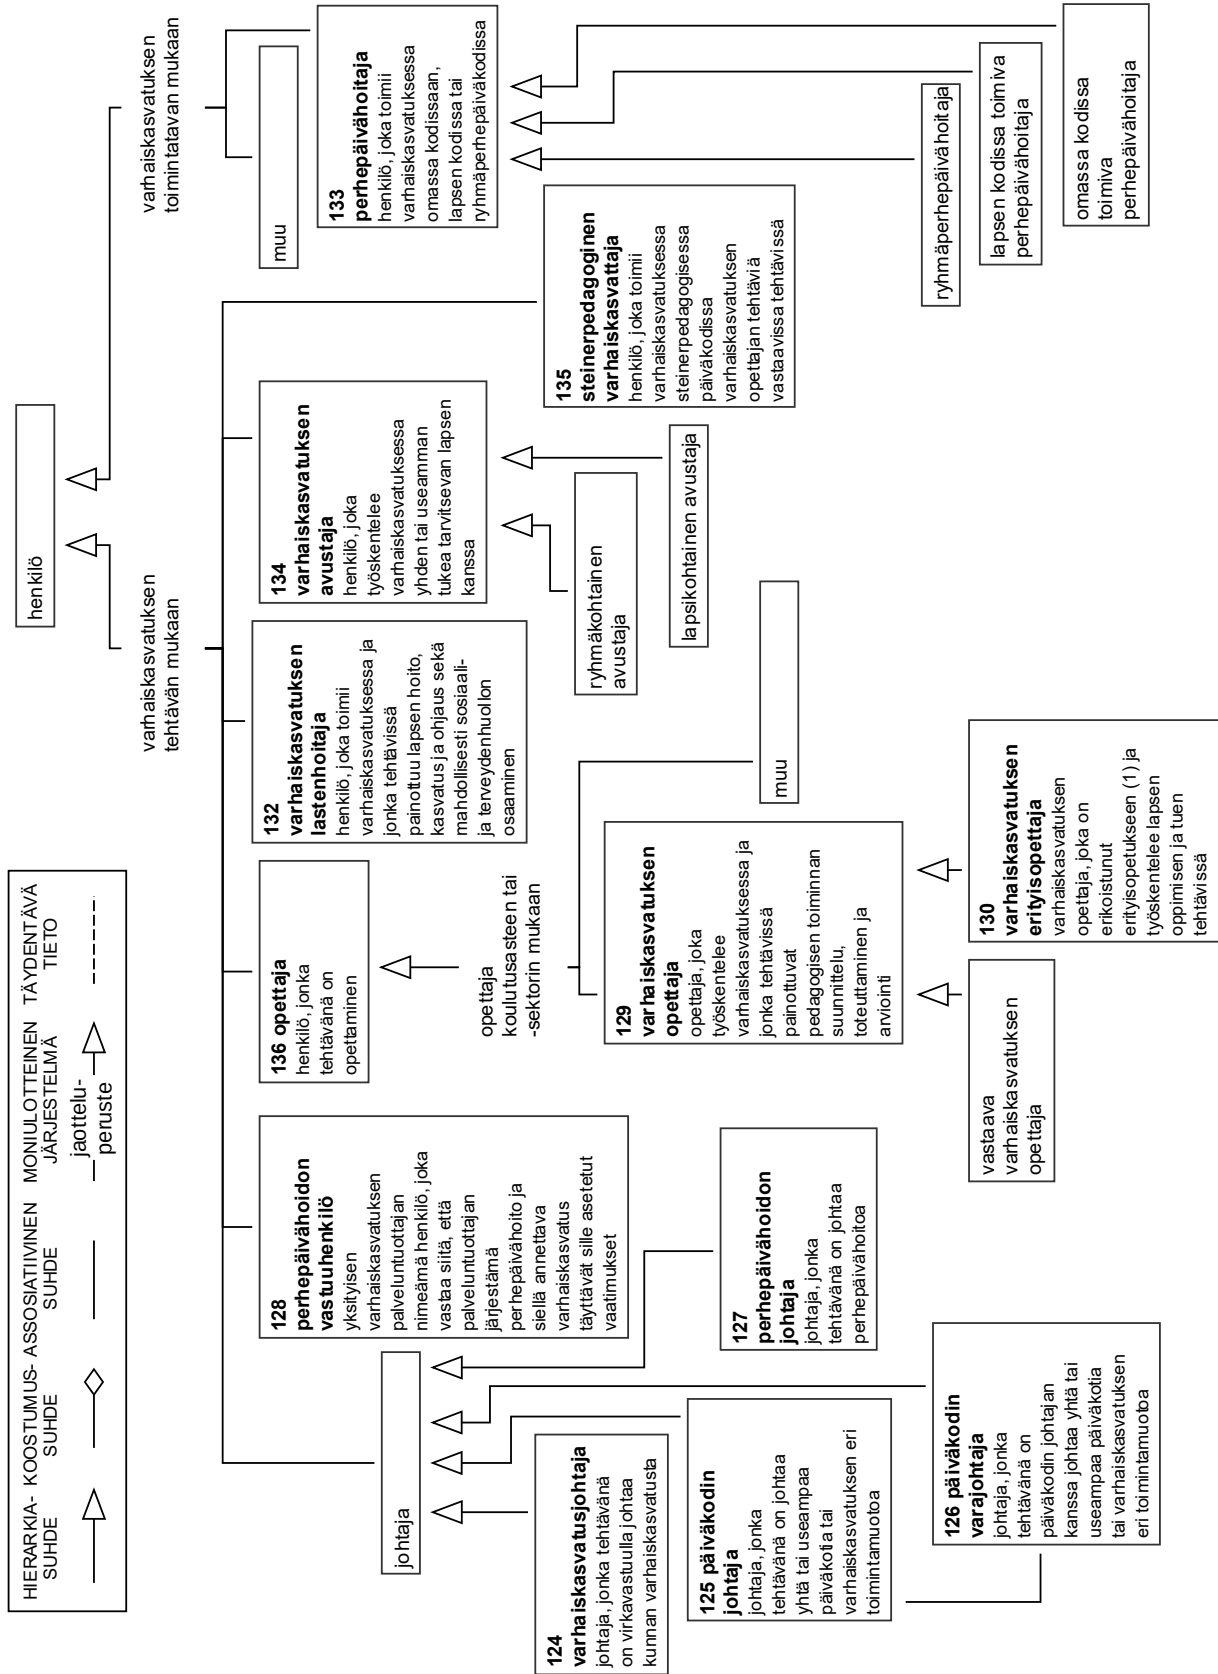 HIERARKIA-
SUHDE
KOOSTUMUS-
SUHDE
ASSOSIATIIVINEN
SUHDE
MONIULOTTEINEN
JÄRJESTELMÄ
jaottelu-
peruste
TÄYDENTÄVÄ
TIETO
henkilö
varhaiskasvatuksen
tehtävän mukaan
varhaiskasvatuksen
toimintatavan mukaan
johtaja
124
varhaiskasvatusjohtaja
johtaja, jonka tehtävänä
on virkavastuulla johtaa
kunnan varhaiskasvatusta
125 päiväkodin
johtaja
johtaja, jonka
tehtävänä on johtaa
yhtä tai useampaa
päiväkotia tai
varhaiskasvatuksen eri
toimintamuotoa
126 päiväkodin
varajohtaja
johtaja, jonka
tehtävänä on
päiväkodin johtajan
kanssa johtaa yhtä tai
useampaa päiväkotia
tai varhaiskasvatuksen
eri toimintamuotoa
127
perhepäivähoidon
johtaja
johtaja, jonka
tehtävänä on johtaa
perhepäivähoitoa
128
perhepäivähoidon
vastuuhenkilö
yksityisen
varhaiskasvatuksen
palveluntuottajan
nimeämä henkilö, joka
vastaa siitä, että
palveluntuottajan
järjestämä
perhepäivähoito ja
siellä annettava
varhaiskasvatus
täyttävät sille asetetut
vaatimukset
136 opettaja
henkilö, jonka
tehtävänä on
opettaminen
opettaja
koulutusasteen tai
-sektorin mukaan
129
varhaiskasvatuksen
opettaja
opettaja, joka
työskentelee
varhaiskasvatuksessa ja
jonka tehtävissä
painottuvat
pedagogisen toiminnan
suunnittelu,
toteuttaminen ja
arviointi
muu
vastaava
varhaiskasvatuksen
opettaja
130
varhaiskasvatuksen
erityisopettaja
varhaiskasvatuksen
opettaja, joka on
erikoistunut
erityisopetukseen (1) ja
työskentelee lapsen
oppimisen ja tuen
tehtävissä
132
varhaiskasvatuksen
lastenhoitaja
henkilö, joka toimii
varhaiskasvatuksessa ja
jonka tehtävissä
painottuu lapsen hoito,
kasvatus ja ohjaus sekä
mahdollisesti sosiaali-
ja terveydenhuollon
osaaminen
134
varhaiskasvatuksen
avustaja
henkilö, joka
työskentelee
varhaiskasvatuksessa
yhden tai useamman
tukea tarvitsevan lapsen
kanssa
ryhmäkohtainen
avustaja
lapsikohtainen avustaja
135
steinerpedagoginen
varhaiskasvattaja
henkilö, joka toimii
varhaiskasvatuksessa
steinerpedagogisessa
päiväkodissa
varhaiskasvatuksen
opettajan tehtäviä
vastaavissa tehtävissä
muu
133
perhepäivähoitaja
henkilö, joka toimii
varhaiskasvatuksessa
omassa kodissaan,
lapsen kodissa tai
ryhmäperhepäiväkodissa
ryhmäperhepäivähoitaja
lapsen kodissa toimiva
perhepäivähoitaja
omassa kodissa
toimiva
perhepäivähoitaja